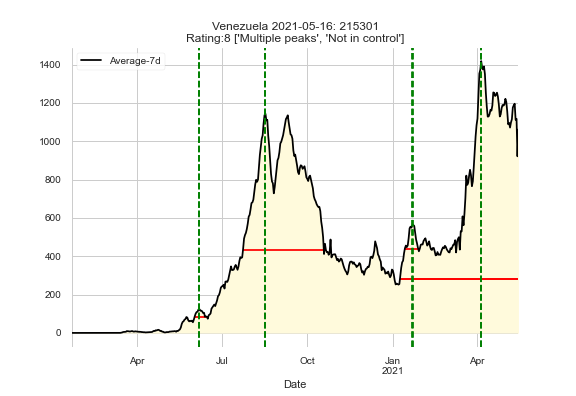 Venezuela 2021-05-16: 215301
Rating:8 ['Multiple peaks', 'Not in control']
Average-7d
1400
1200
1000
800
600
400
200
0
Apr
Jul
Oct
Jan
2021
Apr
Date